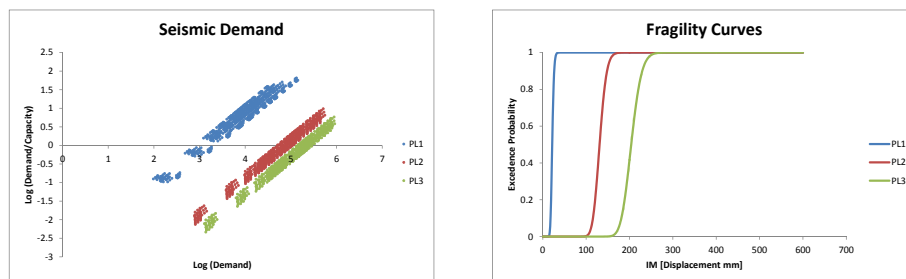 Seismic Demand
2.5
2
1.5
1
0.5
0
-0.5
-1
-1.5
-2
-2.5
-3
0 1 2 3 4 5 6 7
Log (Demand/Capacity)
Log (Demand)
PL1
PL2
PL3
Fragility Curves
1
0.8
0.6
0.4
0.2
0
0 100 200 300 400 500 600 700
Excedence Probability
IM [Displacement mm]
PL1
PL2
PL3